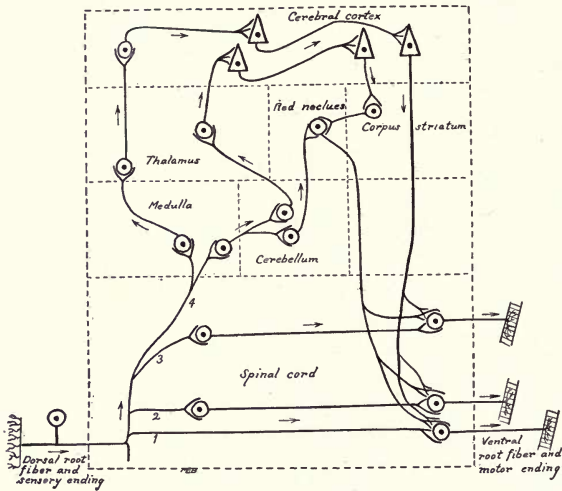 Cerebral cortex
Red noclues
Corpus striatum
Thalamus
Medulla
Cerebellum
4
3
Spinal cord
2
1
Dorsal root
fiber and
sensory ending
Ventral
root fiber and
motor ending